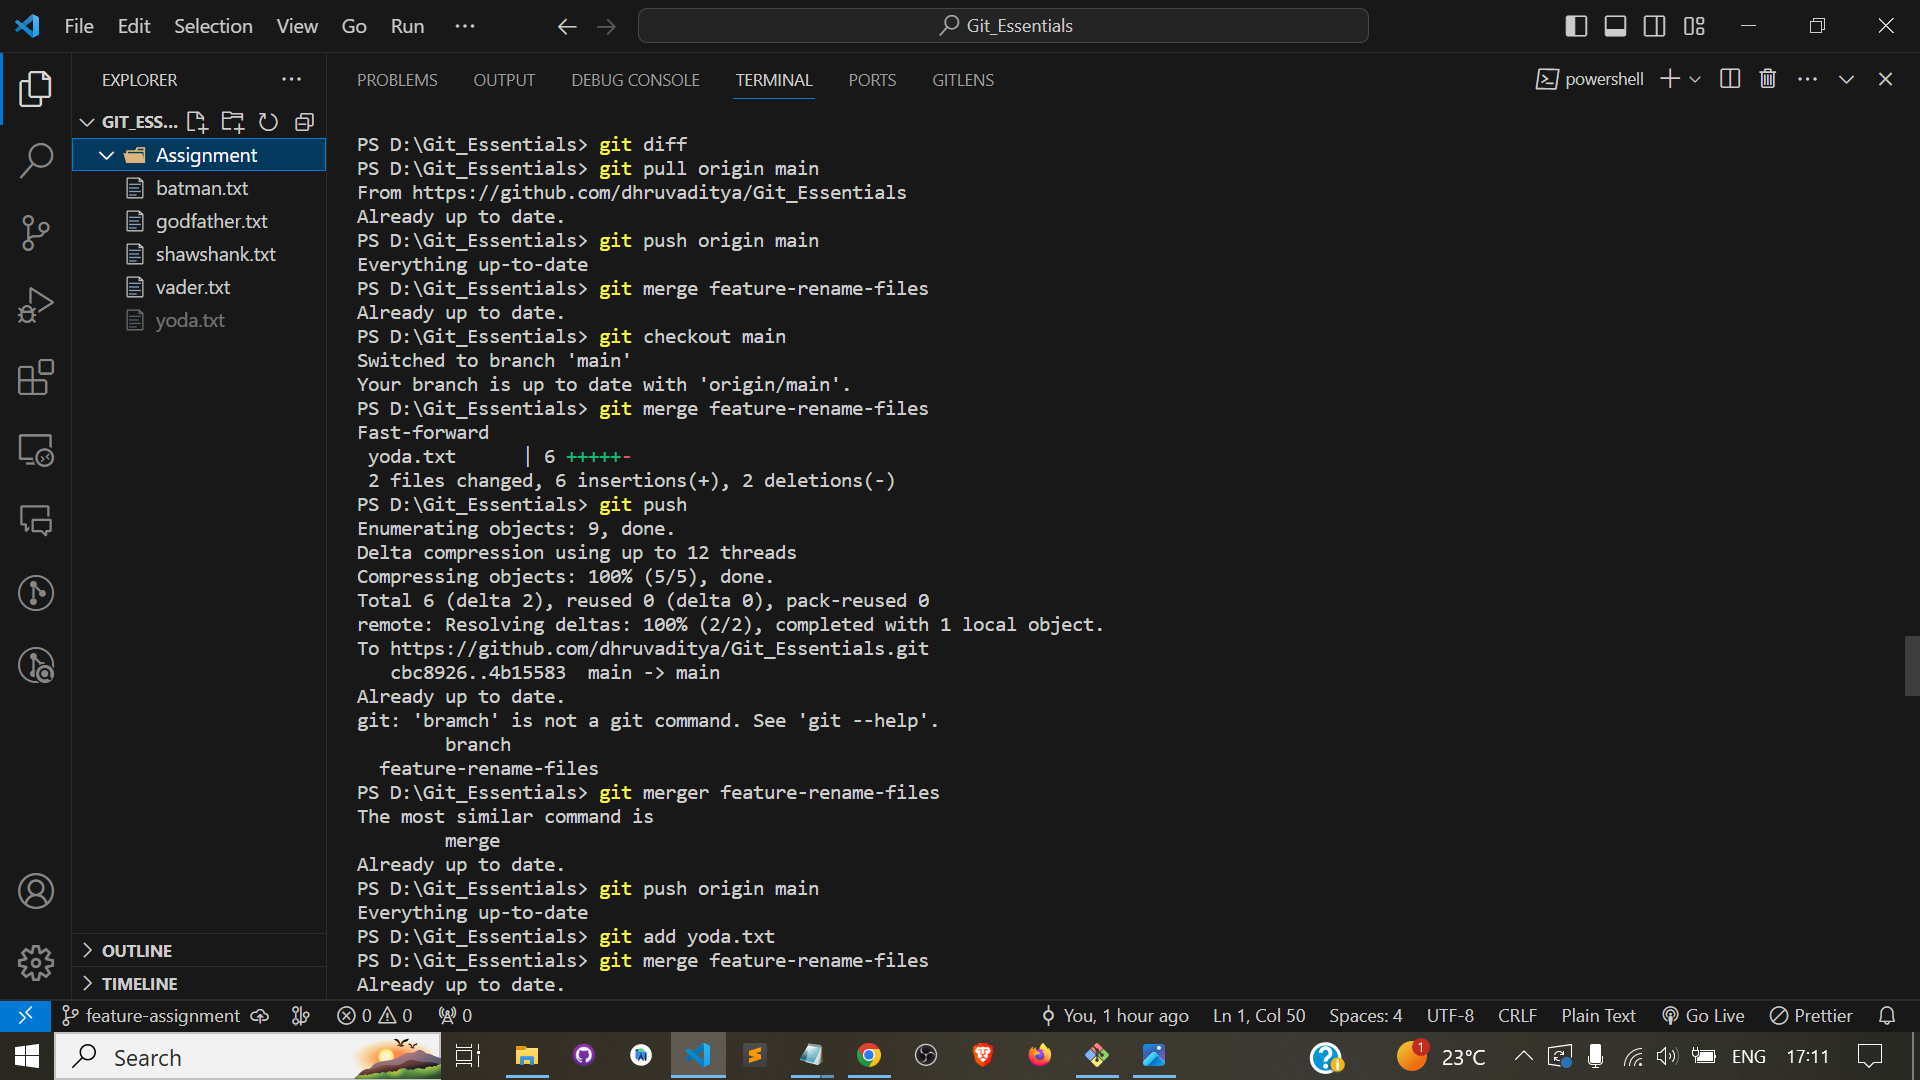 File Edit Selection View Go Run ···
Git_Essentials
EXPLORER
GIT_ESS...
Assignment
batman.txt
godfather.txt
shawshank.txt
vader.txt
yoda.txt
OUTLINE
TIMELINE
PROBLEMS OUTPUT DEBUG CONSOLE TERMINAL PORTS GITLENS
powershell
PS D:\Git_Essentials> git diff
PS D:\Git_Essentials> git pull origin main
From https://github.com/dhruvaditya/Git_Essentials
Already up to date.
PS D:\Git_Essentials> git push origin main
Everything up-to-date
PS D:\Git_Essentials> git merge feature-rename-files
Already up to date.
PS D:\Git_Essentials> git checkout main
Switched to branch 'main'
Your branch is up to date with 'origin/main'.
PS D:\Git_Essentials> git merge feature-rename-files
Fast-forward
yoda.txt | 6 +++++-
2 files changed, 6 insertions(+), 2 deletions(-)
PS D:\Git_Essentials> git push
Enumerating objects: 9, done.
Delta compression using up to 12 threads
Compressing objects: 100% (5/5), done.
Total 6 (delta 2), reused 0 (delta 0), pack-reused 0
remote: Resolving deltas: 100% (2/2), completed with 1 local object.
To https://github.com/dhruvaditya/Git_Essentials.git
cbc8926..4b15583 main -> main
Already up to date.
git: 'bramch' is not a git command. See 'git --help'.
branch
feature-rename-files
PS D:\Git_Essentials> git merger feature-rename-files
The most similar command is
merge
Already up to date.
PS D:\Git_Essentials> git push origin main
Everything up-to-date
PS D:\Git_Essentials> git add yoda.txt
PS D:\Git_Essentials> git merge feature-rename-files
Already up to date.
feature-assignment 0 0 0 You, 1 hour ago Ln 1, Col 50 Spaces: 4 UTF-8 CRLF Plain Text Go Live Prettier
Search 1 23°C ENG 17:11